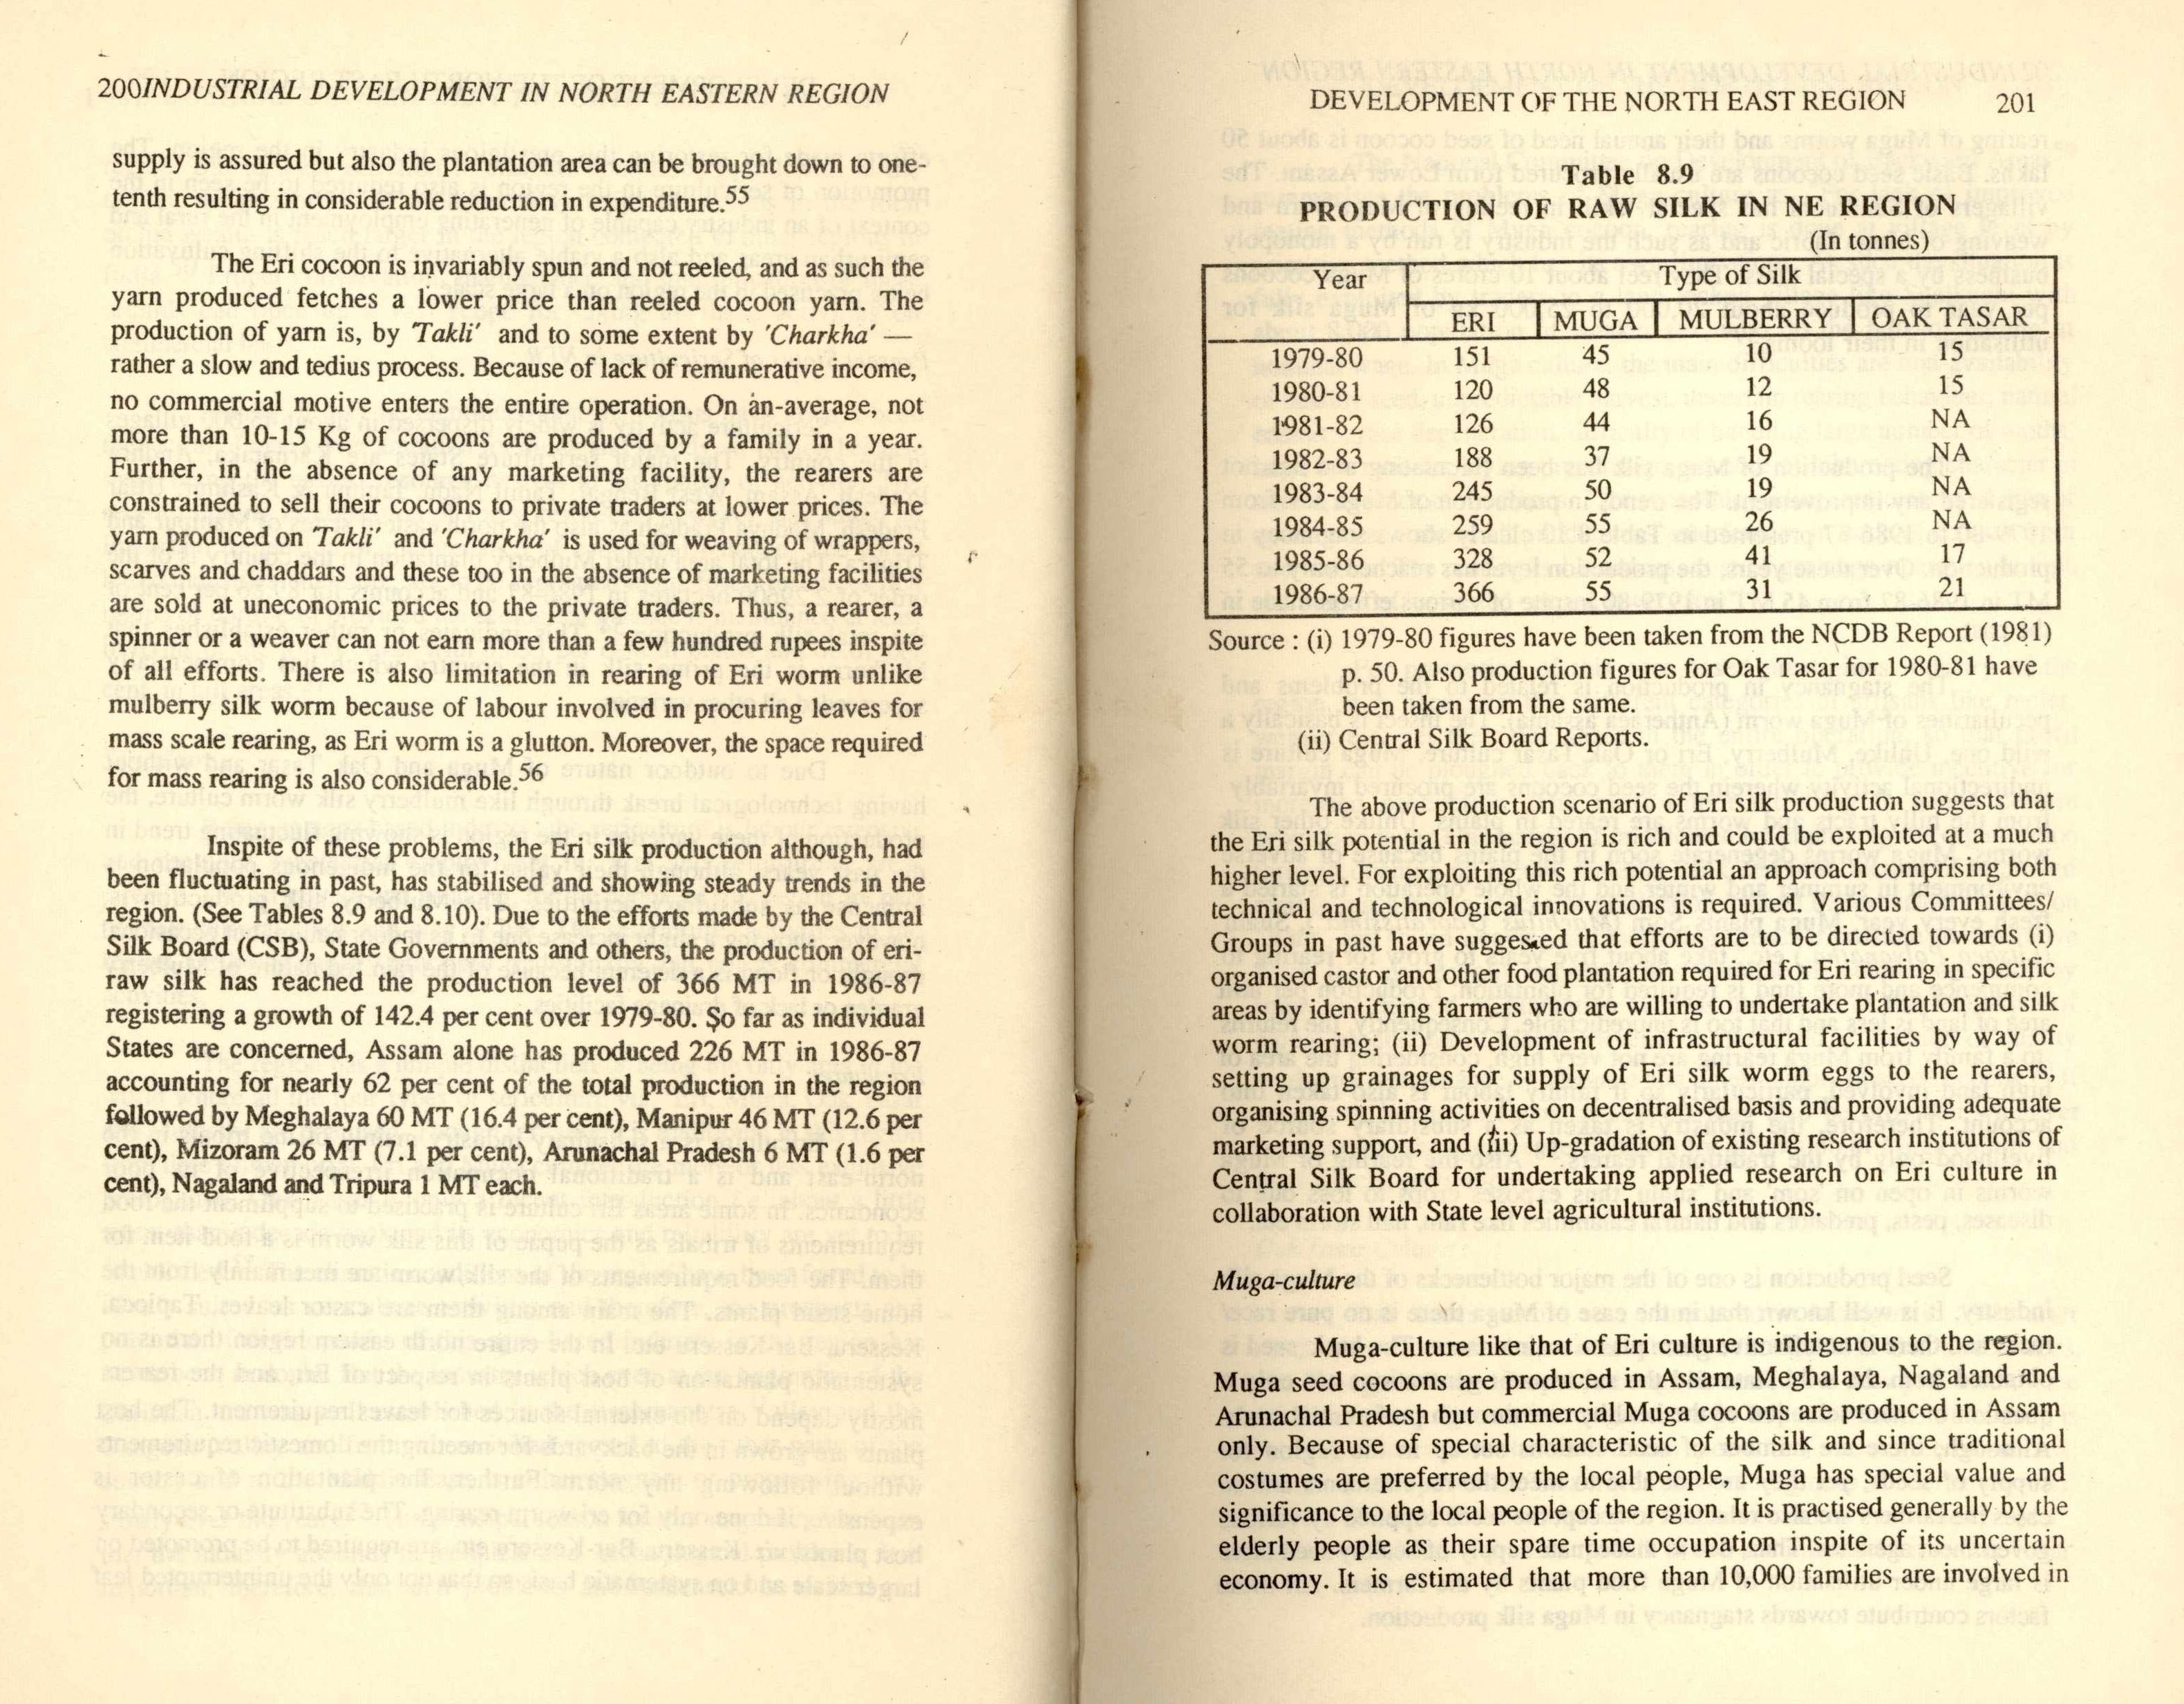 200INDUSTRIAL DEVELOPMENT IN NORTH EASTERN REGION
supply is assured but also the plantation area can be brought down to one-
tenth resulting in considerable reduction in expenditure.55
The Eri cocoon is invariably spun and not reeled, and as such the
yarn produced fetches a lower price than reeled cocoon yarn. The
production of yarn is, by 'Takli' and to some extent by 'Charkha' —
rather a slow and tedius process. Because of lack of remunerative income,
no commercial motive enters the entire operation. On an-average, not
more than 10-15 Kg of cocoons are produced by a family in a year.
Further, in the absence of any marketing facility, the rearers are
constrained to sell their cocoons to private traders at lower prices. The
yarn produced on 'Takli' and 'Charkha' is used for weaving of wrappers,
scarves and chaddars and these too in the absence of marketing facilities
are sold at uneconomic prices to the private traders. Thus, a rearer, a
spinner or a weaver can not earn more than a few hundred rupees inspite
of all efforts. There is also limitation in rearing of Eri worm unlike
mulberry silk worm because of labour involved in procuring leaves for
mass scale rearing, as Eri worm is a glutton. Moreover, the space required
for mass rearing is also considerable.56
Inspite of these problems, the Eri silk production although, had
been fluctuating in past, has stabilised and showing steady trends in the
region. (See Tables 8.9 and 8.10). Due to the efforts made by the Central
Silk Board (CSB), State Governments and others, the production of eri-
raw silk has reached the production level of 366 MT in 1986-87
registering a growth of 142.4 per cent over 1979-80. So far as individual
States are concerned, Assam alone has produced 226 MT in 1986-87
accounting for nearly 62 per cent of the total production in the region
followed by Meghalaya 60 MT (16.4 per cent), Manipur 46 MT (12.6 per
cent), Mizoram 26 MT (7.1 per cent), Arunachal Pradesh 6 MT (1.6 per
cent), Nagaland and Tripura 1 MT each.
DEVELOPMENT OF THE NORTH EAST REGION 201
Table 8.9
PRODUCTION OF RAW SILK IN NE REGION
(In tonnes)
Year Type of Silk
ERI MUGA MULBERRY OAK TASAR
1979-80 151 45 10 15
1980-81 120 48 12 15
1981-82 126 44 16 NA
1982-83 188 37 19 NA
1983-84 245 50 19 NA
1984-85 259 55 26 NA
1985-86 328 52 41 17
1986-87 366 55 31 21
Source : (i) 1979-80 figures have been taken from the NCDB Report (1981)
p. 50. Also production figures for Oak Tasar for 1980-81 have
been taken from the same.
(ii) Central Silk Board Reports.
The above production scenario of Eri silk production suggests that
the Eri silk potential in the region is rich and could be exploited at a much
higher level. For exploiting this rich potential an approach comprising both
technical and technological innovations is required. Various Committees/
Groups in past have suggested that efforts are to be directed towards (i)
organised castor and other food plantation required for Eri rearing in specific
areas by identifying farmers who are willing to undertake plantation and silk
worm rearing; (ii) Development of infrastructural facilities by way of
setting up grainages for supply of Eri silk worm eggs to the rearers,
organising spinning activities on decentralised basis and providing adequate
marketing support, and (iii) Up-gradation of existing research institutions of
Central Silk Board for undertaking applied research on Eri culture in
collaboration with State level agricultural institutions.
Muga-culture
Muga-culture like that of Eri culture is indigenous to the region.
Muga seed cocoons are produced in Assam, Meghalaya, Nagaland and
Arunachal Pradesh but commercial Muga cocoons are produced in Assam
only. Because of special characteristic of the silk and since traditional
costumes are preferred by the local people, Muga has special value and
significance to the local people of the region. It is practised generally by the
elderly people as their spare time occupation inspite of its uncertain
economy. It is estimated that more than 10,000 families are involved in